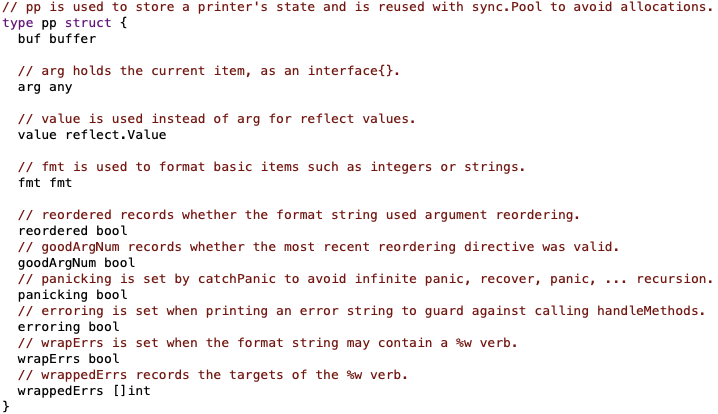 // pp is used to store a printer's state and is reused with sync.Pool to avoid allocations.
type pp struct {
  buf buffer

  // arg holds the current item, as an interface{}.
  arg any

  // value is used instead of arg for reflect values.
  value reflect.Value

  // fmt is used to format basic items such as integers or strings.
  fmt fmt

  // reordered records whether the format string used argument reordering.
  reordered bool
  // goodArgNum records whether the most recent reordering directive was valid.
  goodArgNum bool
  // panicking is set by catchPanic to avoid infinite panic, recover, panic, ... recursion.
  panicking bool
  // erroring is set when printing an error string to guard against calling handleMethods.
  erroring bool
  // wrapErrs is set when the format string may contain a %w verb.
  wrapErrs bool
  // wrappedErrs records the targets of the %w verb.
  wrappedErrs []int
}